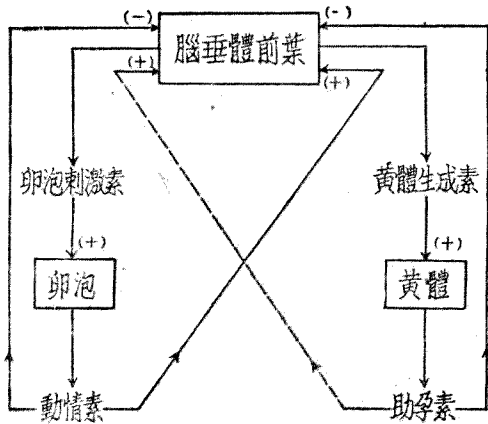 (−) (-)
腦垂體前葉
(+) (+)
卵泡刺激素 黃體生成素
(+) (+)
卵泡 黃體
動情素 助孕素